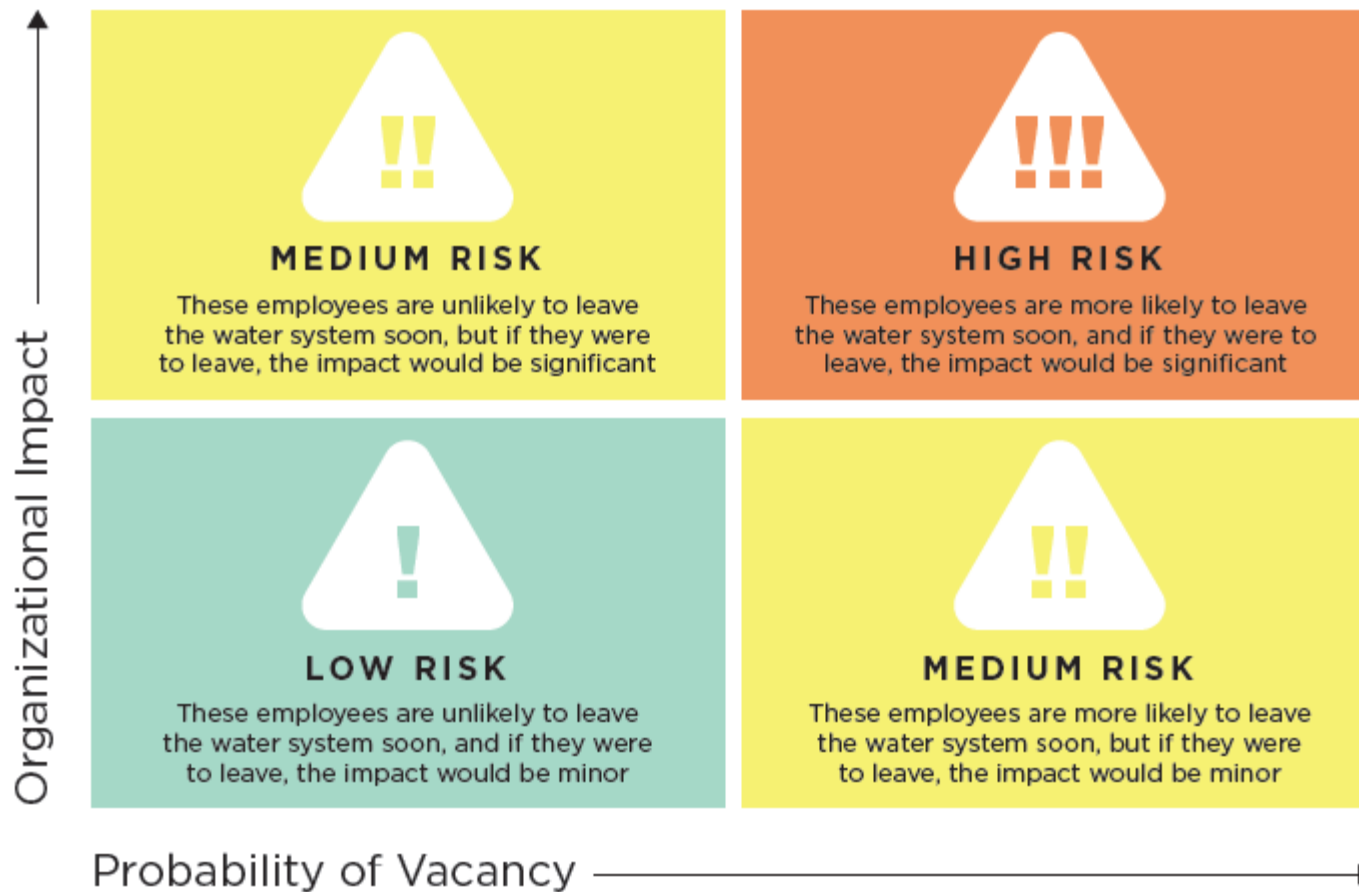 Organizational Impact
!!
MEDIUM RISK
These employees are unlikely to leave
the water system soon, but if they were
to leave, the impact would be significant
!!!
HIGH RISK
These employees are more likely to leave
the water system soon, and if they were to
leave, the impact would be significant
!
LOW RISK
These employees are unlikely to leave
the water system soon, and if they were
to leave, the impact would be minor
!!
MEDIUM RISK
These employees are more likely to leave
the water system soon, but if they were
to leave, the impact would be minor
Probability of Vacancy